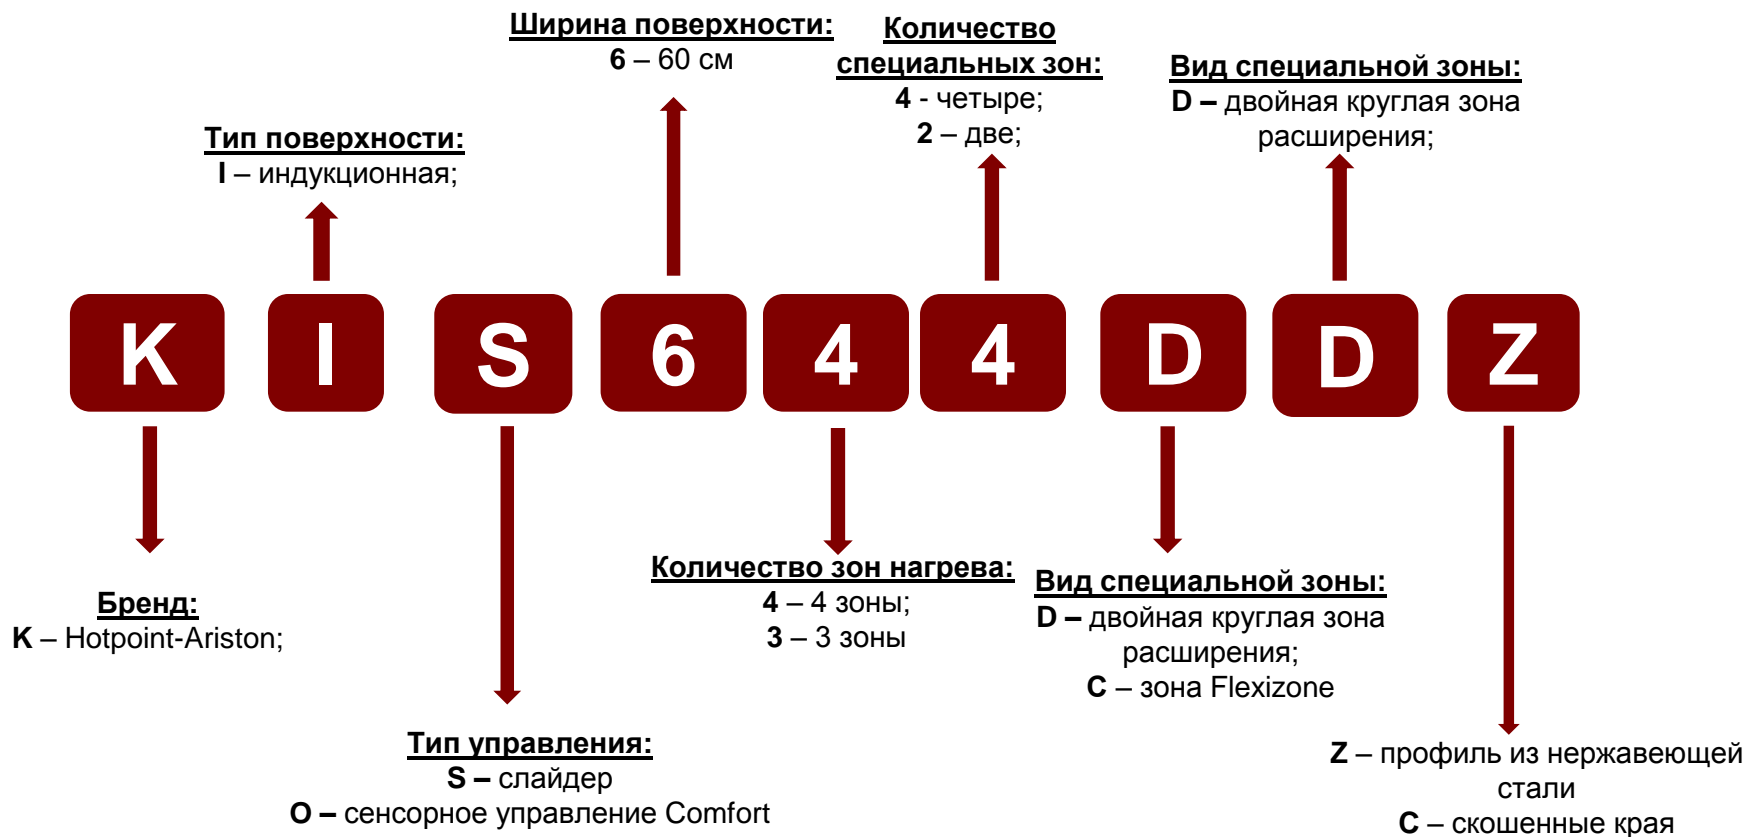 Ширина поверхности:
6 – 60 см
Количество
специальных зон:
4 - четыре;
2 – две;
Вид специальной зоны:
D – двойная круглая зона
расширения;
Тип поверхности:
I – индукционная;
K I S 6 4 4 D D Z
Бренд:
K – Hotpoint-Ariston;
Тип управления:
S – слайдер
O – сенсорное управление Comfort
Количество зон нагрева:
4 – 4 зоны;
3 – 3 зоны
Вид специальной зоны:
D – двойная круглая зона
расширения;
C – зона Flexizone
Z – профиль из нержавеющей
стали
C – скошенные края